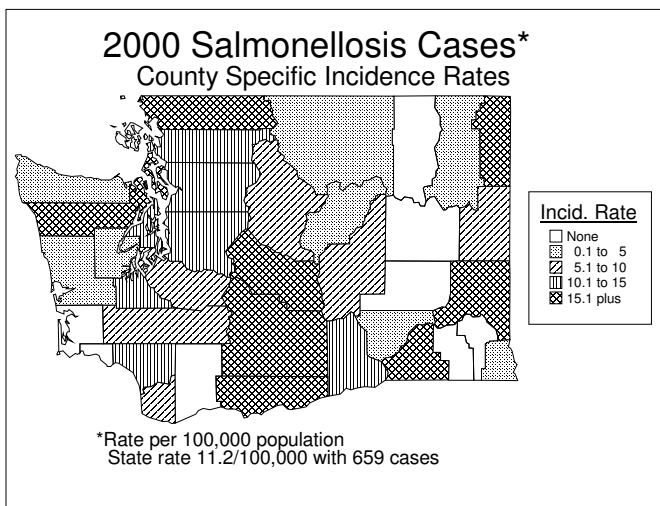 2000 Salmonellosis Cases*
County Specific Incidence Rates
Incid. Rate
None
0.1 to 5
5.1 to 10
10.1 to 15
15.1 plus
*Rate per 100,000 population
State rate 11.2/100,000 with 659 cases